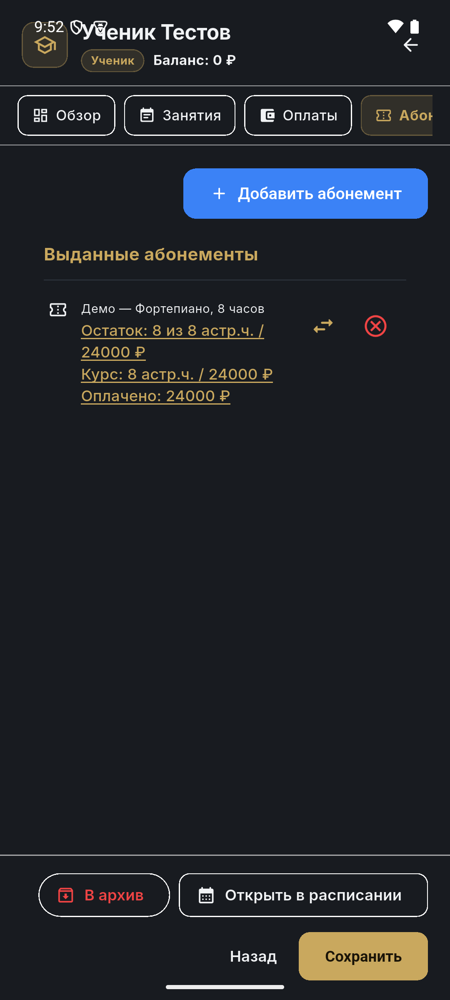 9:52
Ученик Тестов
Ученик Баланс: 0 ₽
Обзор Занятия Оплаты Абон
Добавить абонемент
Выданные абонементы
Демо — Фортепиано, 8 часов
Остаток: 8 из 8 астр.ч. /
24000 ₽
Курс: 8 астр.ч. / 24000 ₽
Оплачено: 24000 ₽
В архив Открыть в расписании
Назад Сохранить